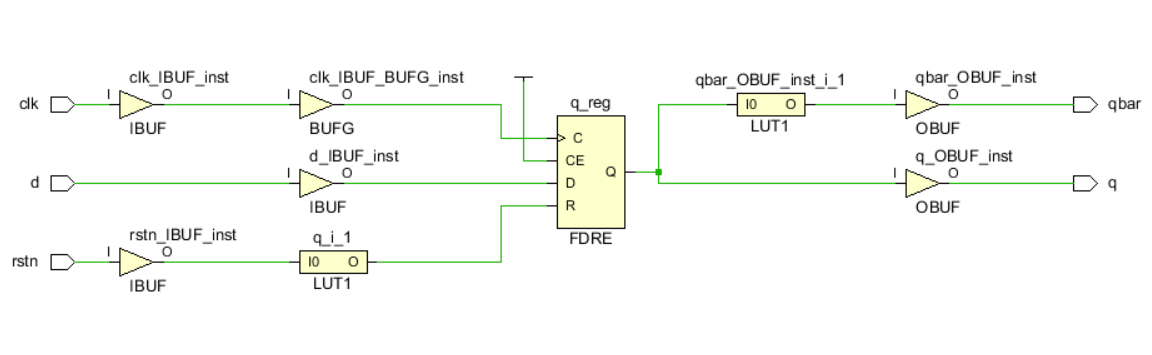 clk
I
clk_IBUF_inst
O
IBUF
I
clk_IBUF_BUFG_inst
O
BUFG
d
I
d_IBUF_inst
O
IBUF
rstn
I
rstn_IBUF_inst
O
IBUF
q_i_1
I0 O
LUT1
q_reg
C
CE
D
R
Q
FDRE
qbar_OBUF_inst_i_1
I0 O
LUT1
I
qbar_OBUF_inst
O
OBUF
qbar
I
q_OBUF_inst
O
OBUF
q